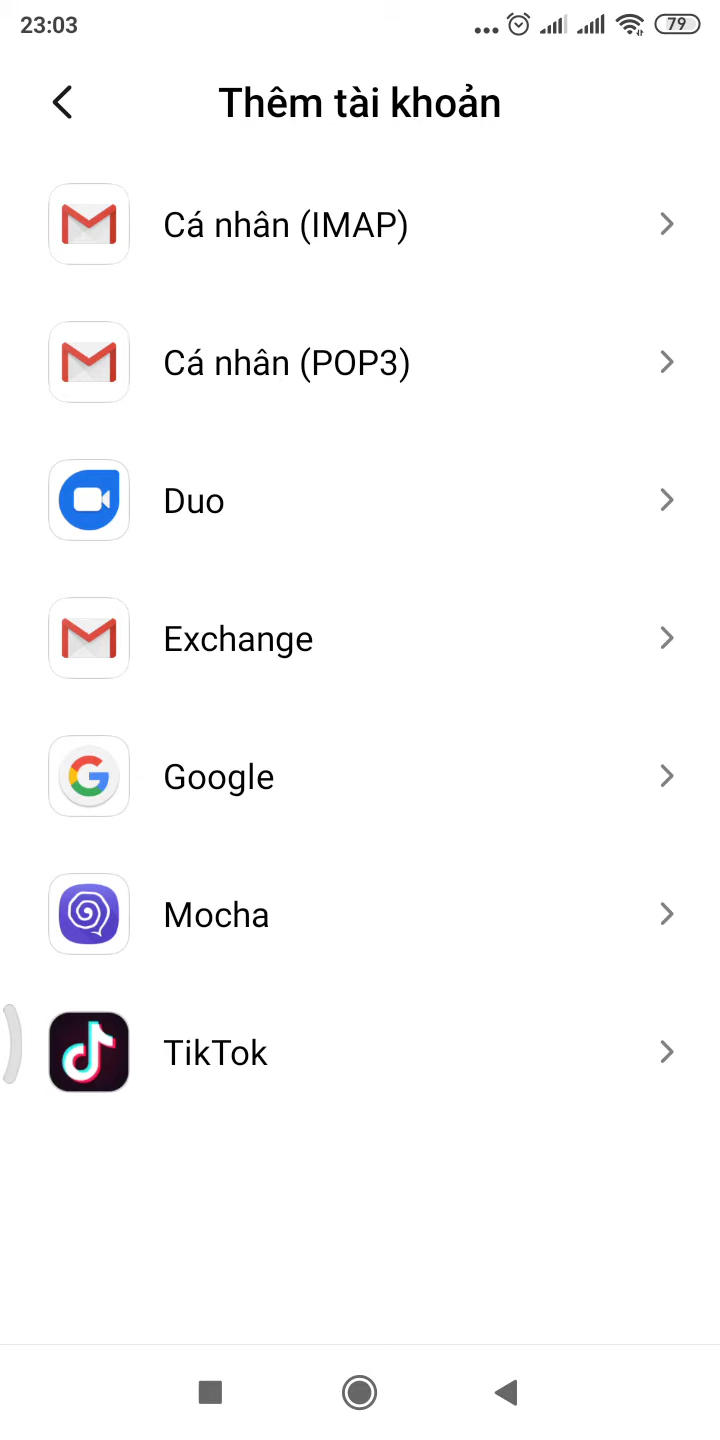 23:03
79
Thêm tài khoản
Cá nhân (IMAP)
Cá nhân (POP3)
Duo
Exchange
Google
Mocha
TikTok